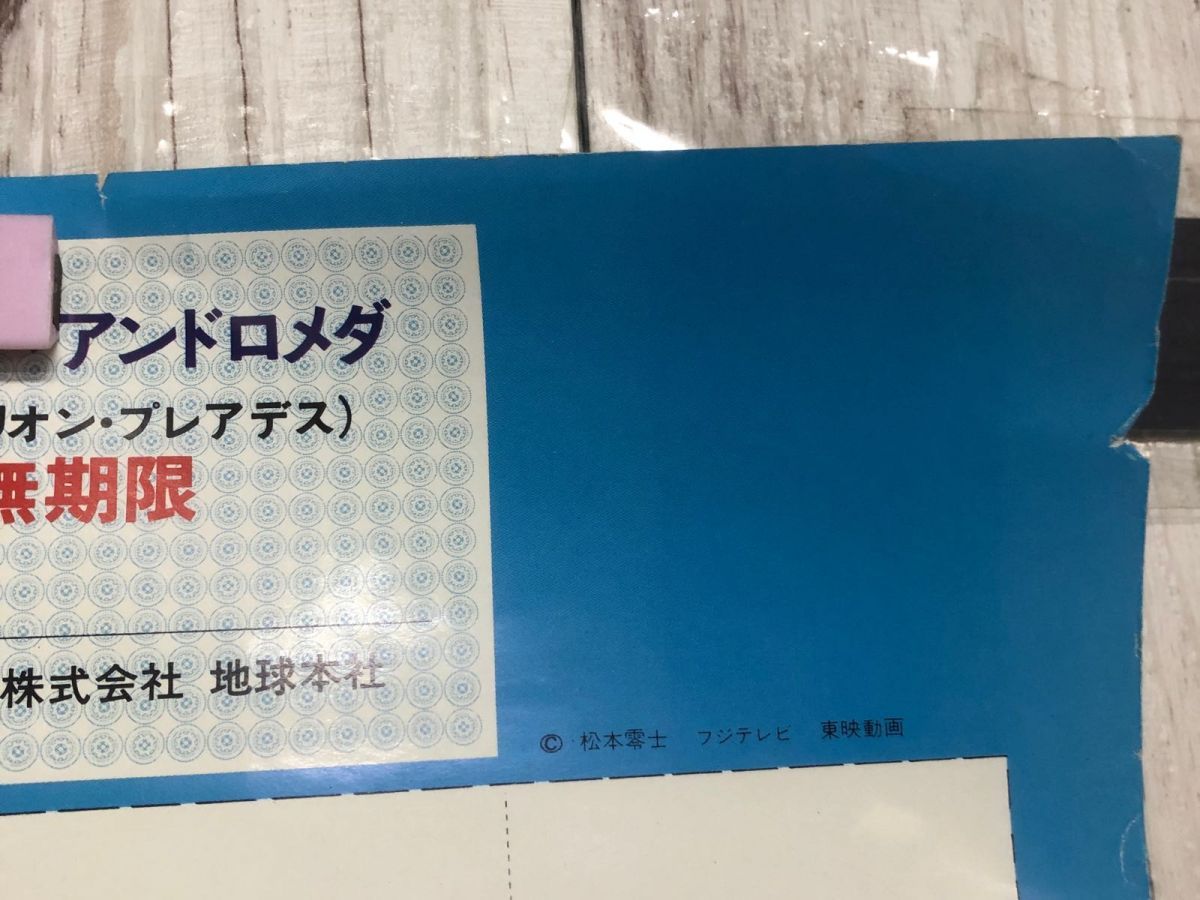 アンドロメダ
リオン・プレアデス)
無期限
株式会社 地球本社
© 松本零士 フジテレビ 東映動画